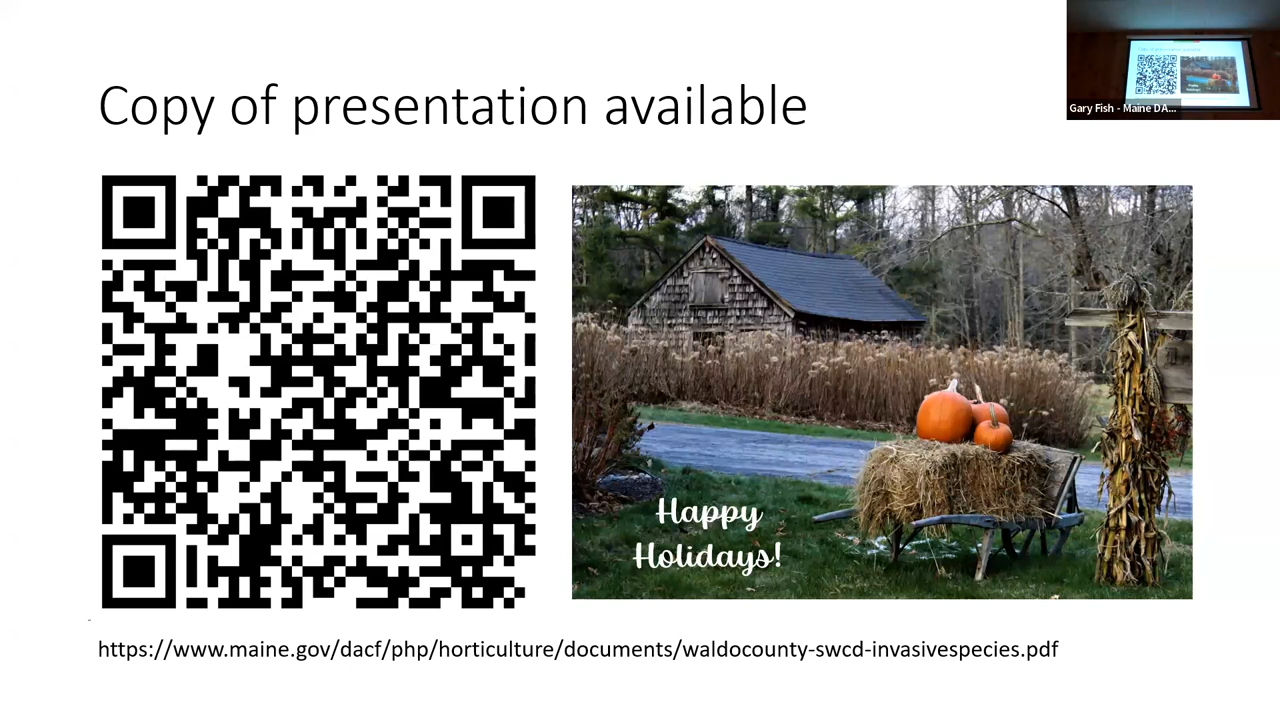 Copy of presentation available
Gary Fish - Maine DA...
Happy
Holidays!
https://www.maine.gov/dacf/php/horticulture/documents/waldocounty-swcd-invasivespecies.pdf